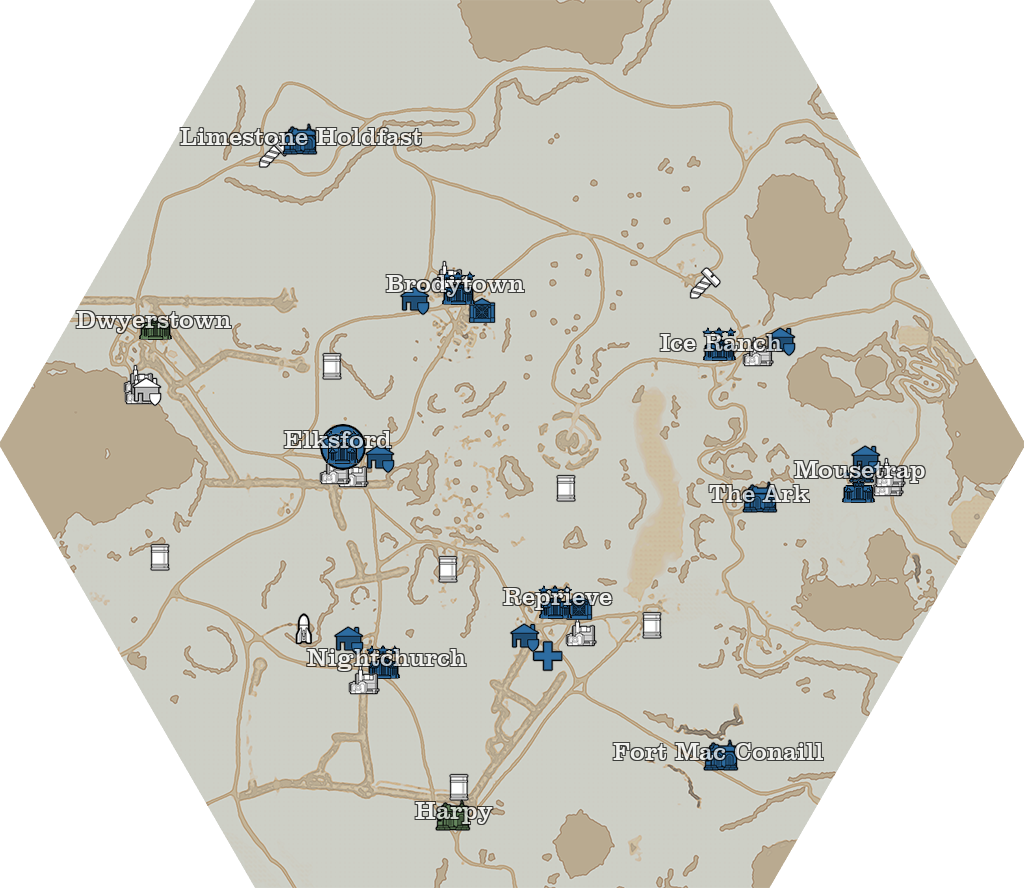 Limestone Holdfast
Brodytown
Dwyerstown
Ice Ranch
Elksford
Mousetrap
The Ark
Reprieve
Nightchurch
Fort Mac Conaill
Harpy